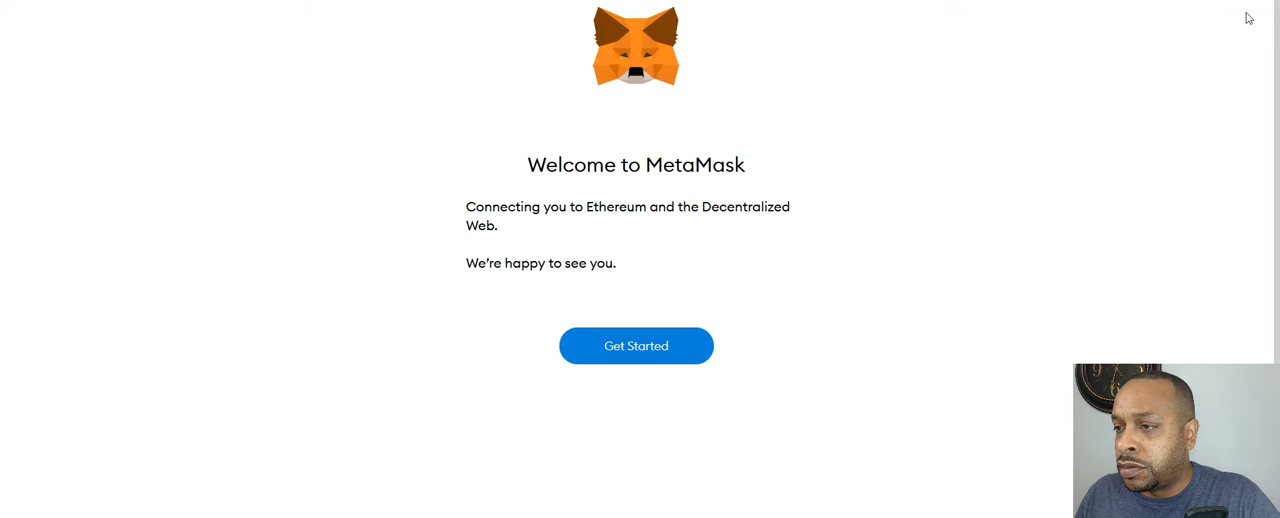 Welcome to MetaMask
Connecting you to Ethereum and the Decentralized
Web.
We’re happy to see you.
Get Started